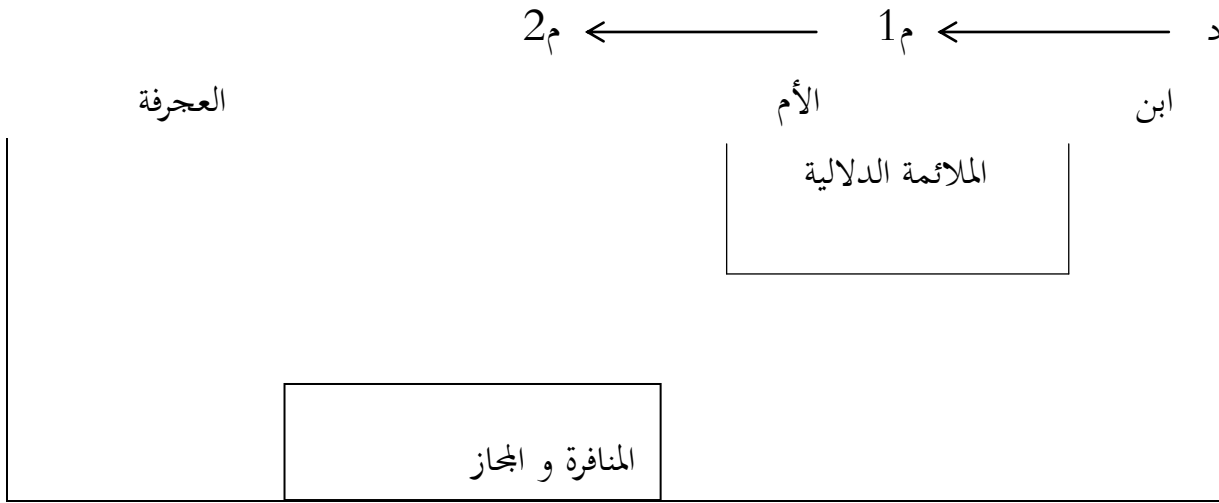 د ← م1 ← م2
ابن الأم العجرفة
الملائمة الدلالية
المنافرة و المجاز